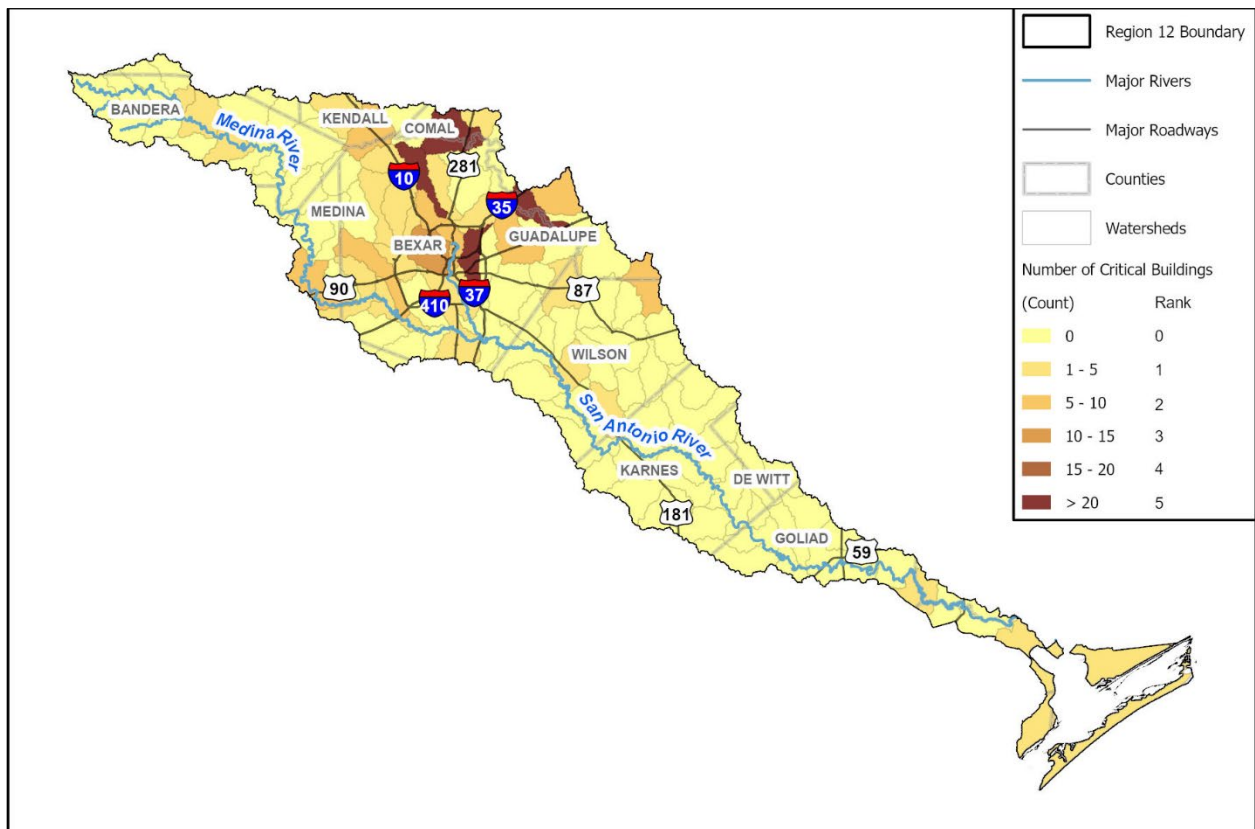 BANDERA
Medina River
KENDALL
COMAL
281
10
35
MEDINA
BEXAR
GUADALUPE
90
410
37
87
WILSON
San Antonio River
KARNES
DE WITT
181
GOLIAD
59
Region 12 Boundary
Major Rivers
Major Roadways
Counties
Watersheds
Number of Critical Buildings
(Count) Rank
0 0
1 - 5 1
5 - 10 2
10 - 15 3
15 - 20 4
> 20 5